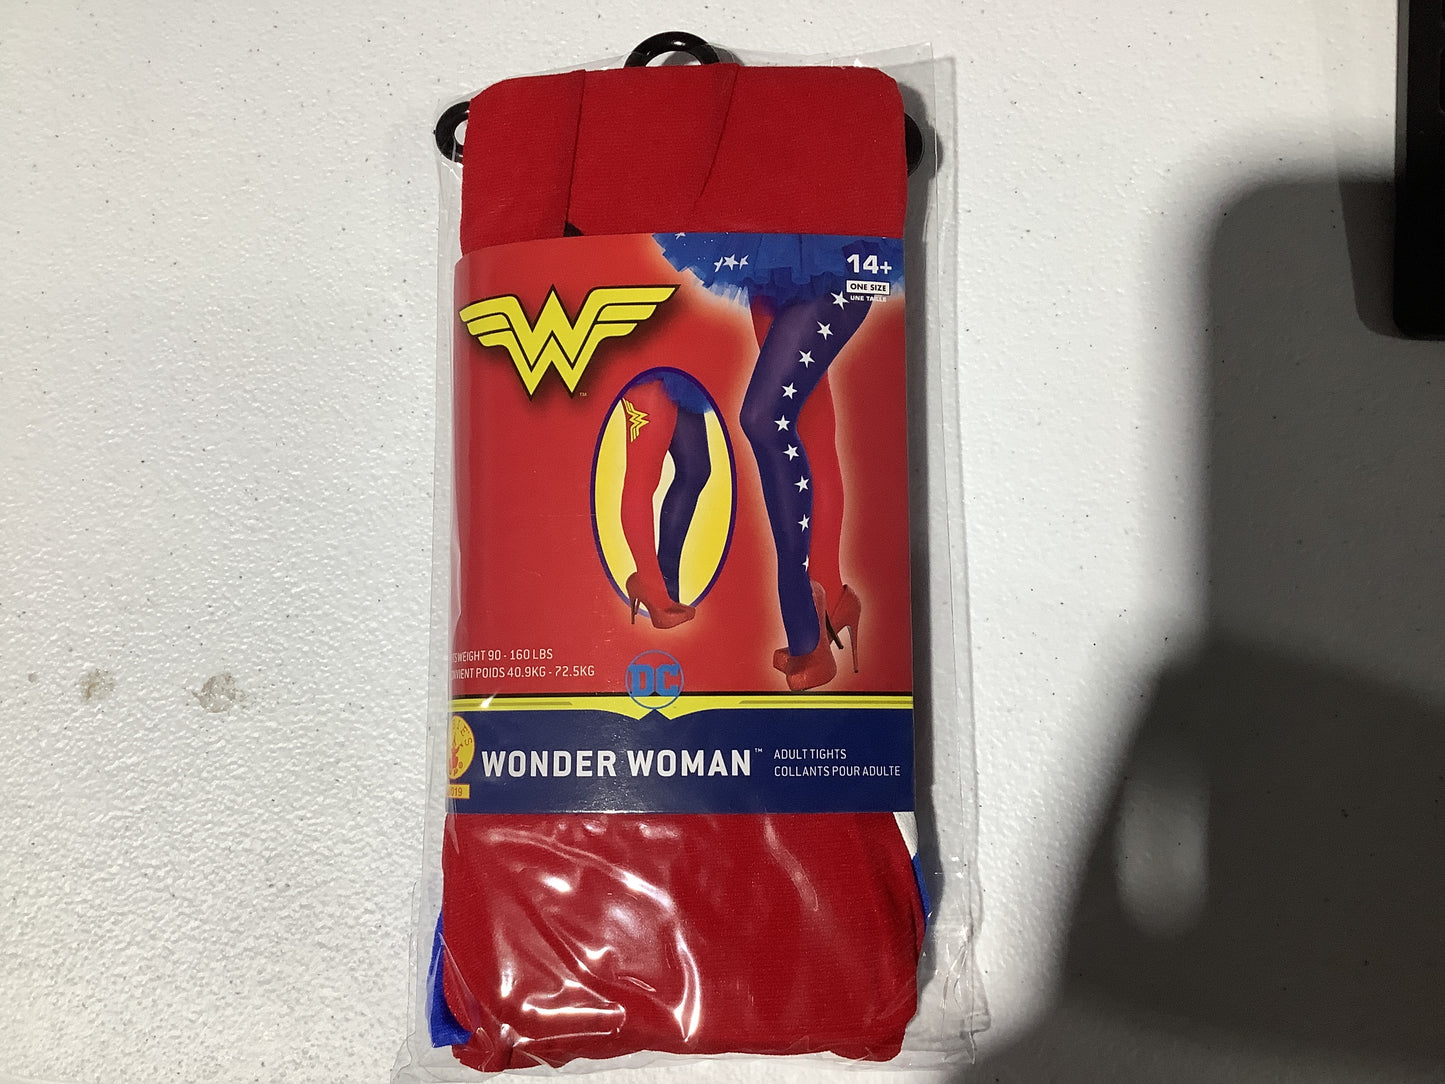 14+
ONE SIZE
UNE TAILLE
W
TM
WEIGHT 90 - 160 LBS
POIDS 40.9KG - 72.5KG
DC
WONDER WOMAN™
ADULT TIGHTS
COLLANTS POUR ADULTE